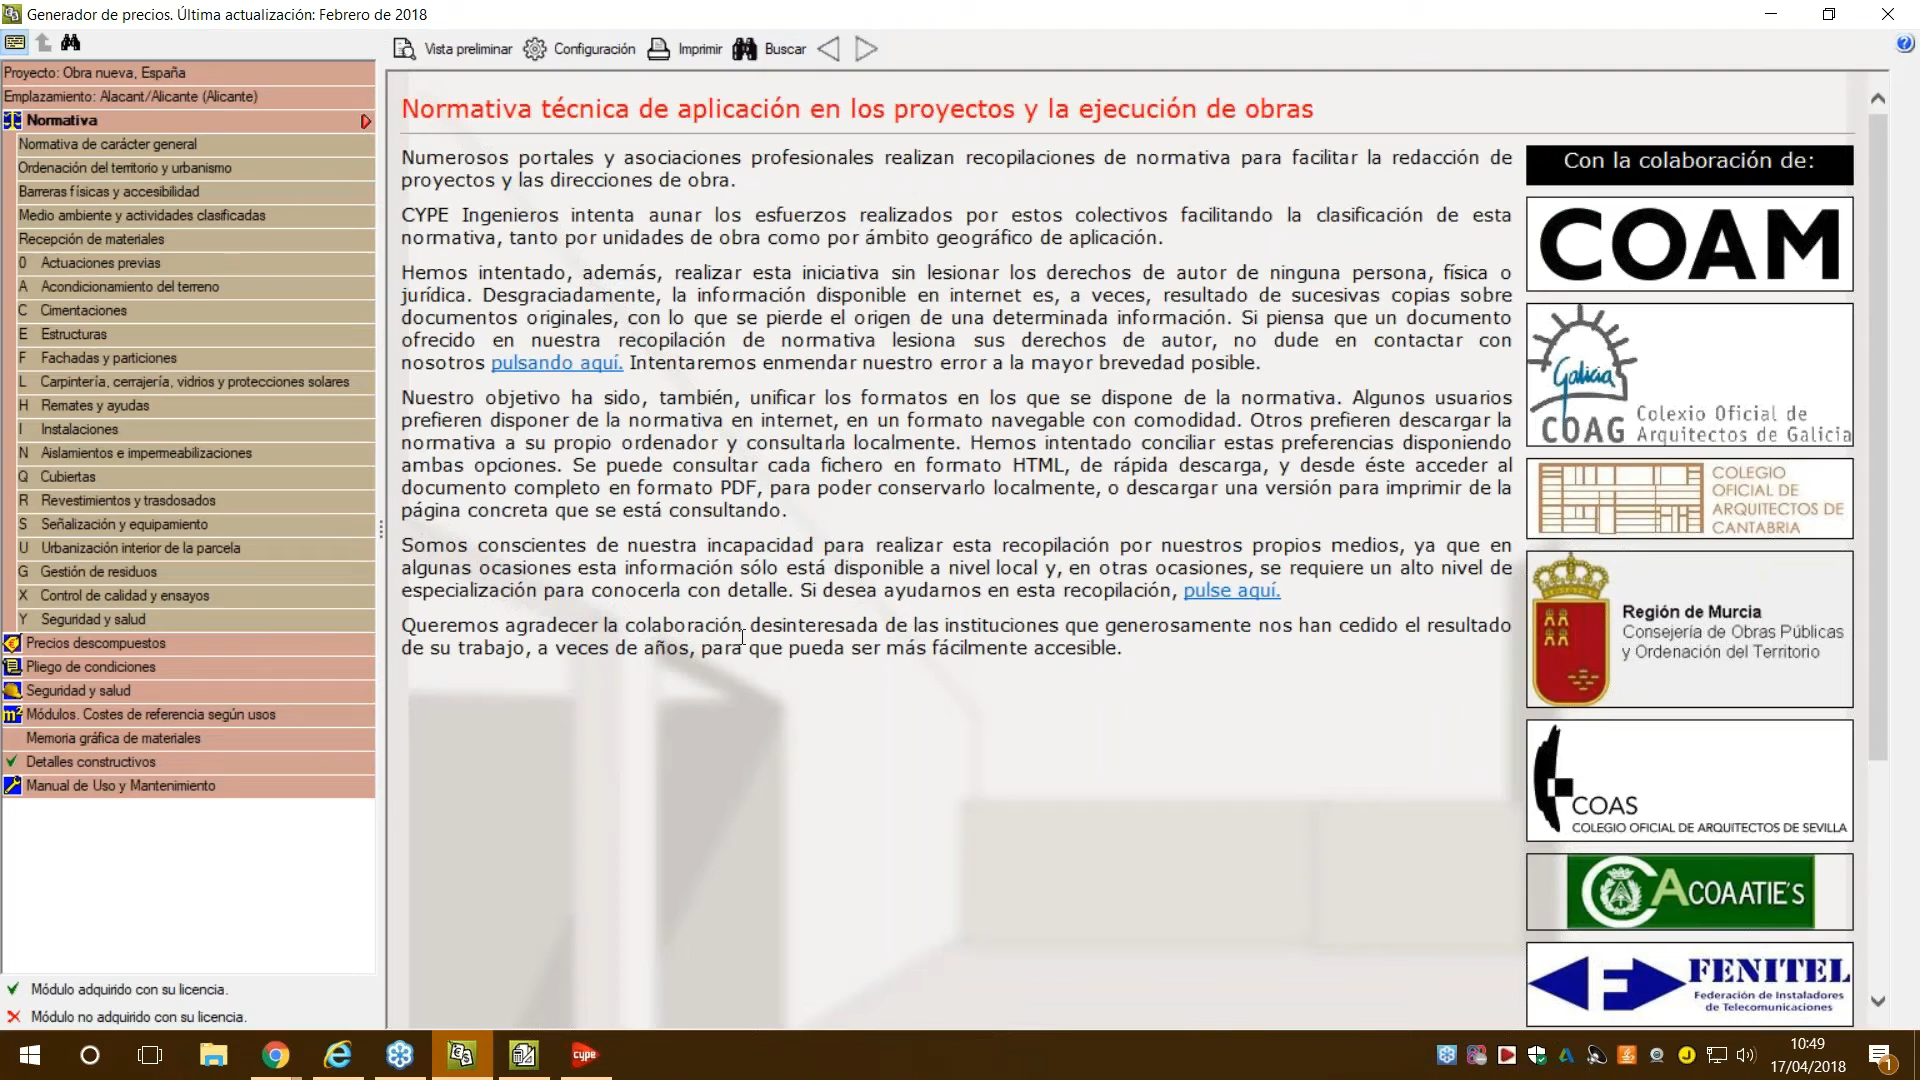 Generador de precios. Última actualización: Febrero de 2018
Vista preliminar
Configuración
Imprimir
Buscar
Proyecto: Obra nueva, España
Emplazamiento: Alacant/Alicante (Alicante)
Normativa
Normativa de carácter general
Ordenación del territorio y urbanismo
Barreras físicas y accesibilidad
Medio ambiente y actividades clasificadas
Recepción de materiales
0 Actuaciones previas
A Acondicionamiento del terreno
C Cimentaciones
E Estructuras
F Fachadas y particiones
L Carpintería, cerrajería, vidrios y protecciones solares
H Remates y ayudas
I Instalaciones
N Aislamientos e impermeabilizaciones
Q Cubiertas
R Revestimientos y trasdosados
S Señalización y equipamiento
U Urbanización interior de la parcela
G Gestión de residuos
X Control de calidad y ensayos
Y Seguridad y salud
Precios descompuestos
Pliego de condiciones
Seguridad y salud
m² Módulos. Costes de referencia según usos
Memoria gráfica de materiales
Detalles constructivos
Manual de Uso y Mantenimiento
Módulo adquirido con su licencia.
Módulo no adquirido con su licencia.
Normativa técnica de aplicación en los proyectos y la ejecución de obras
Numerosos portales y asociaciones profesionales realizan recopilaciones de normativa para facilitar la redacción de
proyectos y las direcciones de obra.
CYPE Ingenieros intenta aunar los esfuerzos realizados por estos colectivos facilitando la clasificación de esta
normativa, tanto por unidades de obra como por ámbito geográfico de aplicación.
Hemos intentado, además, realizar esta iniciativa sin lesionar los derechos de autor de ninguna persona, física o
jurídica. Desgraciadamente, la información disponible en internet es, a veces, resultado de sucesivas copias sobre
documentos originales, con lo que se pierde el origen de una determinada información. Si piensa que un documento
ofrecido en nuestra recopilación de normativa lesiona sus derechos de autor, no dude en contactar con
nosotros pulsando aquí. Intentaremos enmendar nuestro error a la mayor brevedad posible.
Nuestro objetivo ha sido, también, unificar los formatos en los que se dispone de la normativa. Algunos usuarios
prefieren disponer de la normativa en internet, en un formato navegable con comodidad. Otros prefieren descargar la
normativa a su propio ordenador y consultarla localmente. Hemos intentado conciliar estas preferencias disponiendo
ambas opciones. Se puede consultar cada fichero en formato HTML, de rápida descarga, y desde éste acceder al
documento completo en formato PDF, para poder conservarlo localmente, o descargar una versión para imprimir de la
página concreta que se está consultando.
Somos conscientes de nuestra incapacidad para realizar esta recopilación por nuestros propios medios, ya que en
algunas ocasiones esta información sólo está disponible a nivel local y, en otras ocasiones, se requiere un alto nivel de
especialización para conocerla con detalle. Si desea ayudarnos en esta recopilación, pulse aquí.
Queremos agradecer la colaboración desinteresada de las instituciones que generosamente nos han cedido el resultado
de su trabajo, a veces de años, para que pueda ser más fácilmente accesible.
Con la colaboración de:
COAM
Galicia
COAG
Colexio Oficial de
Arquitectos de Galicia
COLEGIO
OFICIAL DE
ARQUITECTOS DE
CANTABRIA
Región de Murcia
Consejería de Obras Públicas
y Ordenación del Territorio
COAS
COLEGIO OFICIAL DE ARQUITECTOS DE SEVILLA
ACOAATIE'S
FENITEL
Federación de Instaladores
de Telecomunicaciones
cype
10:49
17/04/2018
1